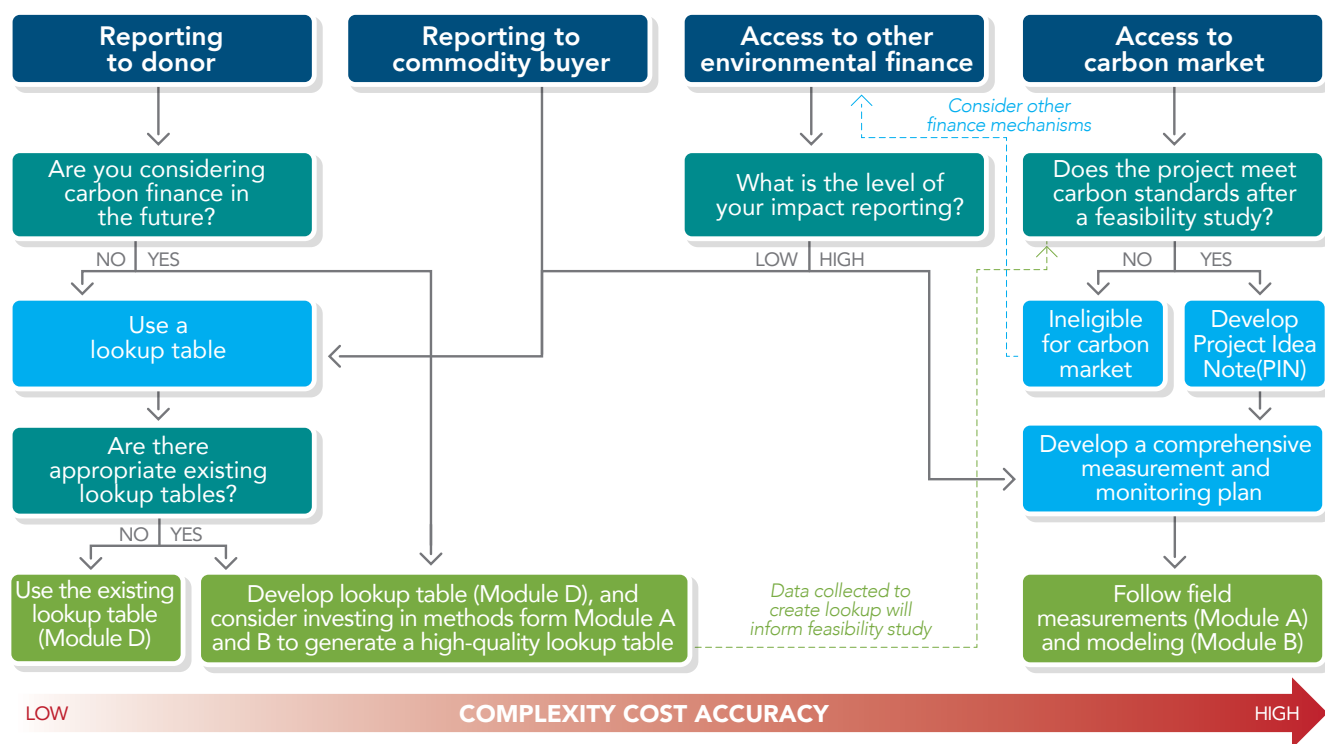 Reporting
to donor
Reporting to
commodity buyer
Access to other
environmental finance
Access to
carbon market
Consider other
finance mechanisms
Are you considering
carbon finance in
the future?
What is the level of
your impact reporting?
Does the project meet
carbon standards after
a feasibility study?
NO
YES
LOW
HIGH
NO
YES
Use a
lookup table
Ineligible
for carbon
market
Develop
Project Idea
Note(PIN)
Are there
appropriate existing
lookup tables?
Develop a comprehensive
measurement and
monitoring plan
NO
YES
Use the existing
lookup table
(Module D)
Develop lookup table (Module D), and
consider investing in methods form Module A
and B to generate a high-quality lookup table
Data collected to
create lookup will
inform feasibility study
Follow field
measurements (Module A)
and modeling (Module B)
LOW
COMPLEXITY COST ACCURACY
HIGH